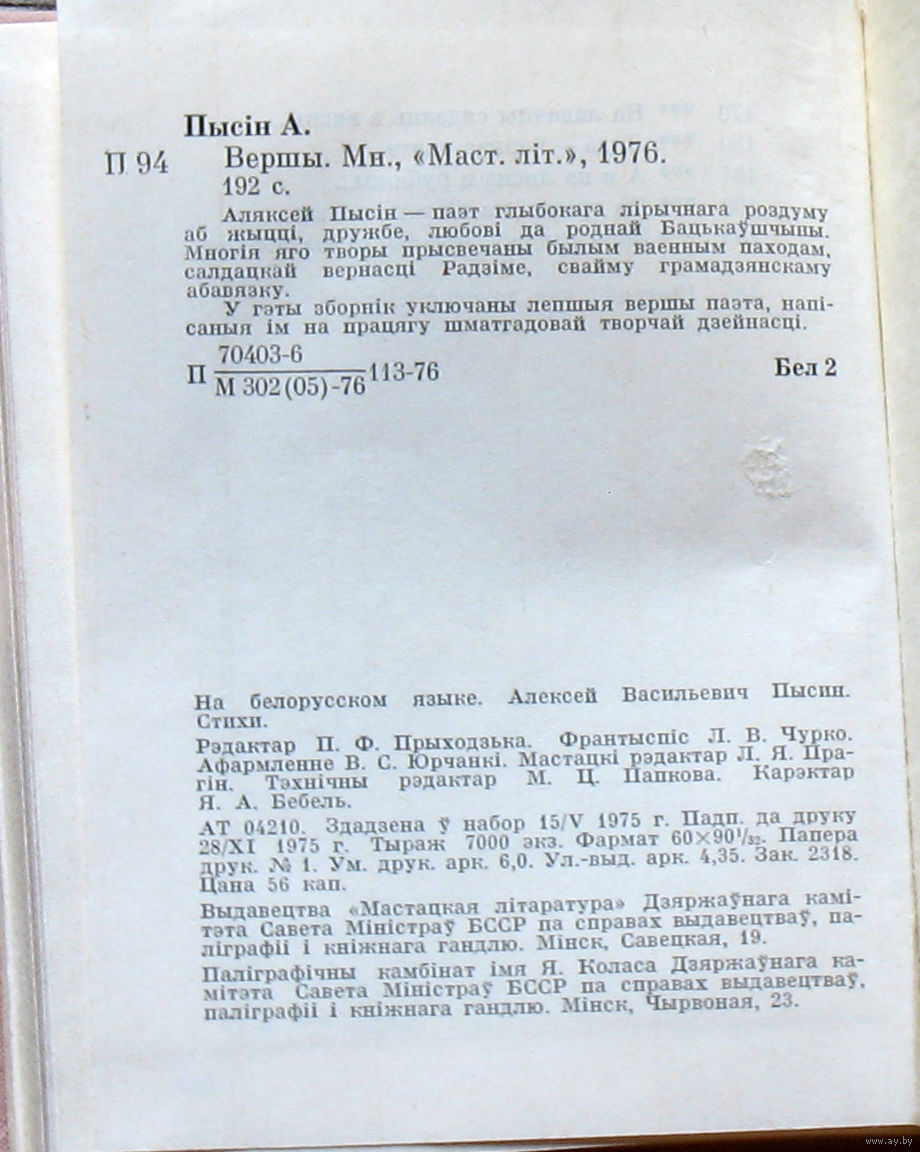 Пысін А.
П 94 Вершы. Мн., «Маст. літ.», 1976.
192 с.
Аляксей Пысін — паэт глыбокага лірычнага роздуму
аб жыцці, дружбе, любові да роднай Бацькаўшчыны.
Многія яго творы прысвечаны былым ваенным паходам,
салдацкай вернасці Радзіме, свайму грамадзянскаму
абавязку.
У гэты зборнік уключаны лепшыя вершы паэта, напі-
саныя ім на працягу шматгадовай творчай дзейнасці.
70403-6
П 113-76 Бел 2
М 302(05)-76
На белорусском языке. Алексей Васильевич Пысин.
Стихи.
Рэдактар П. Ф. Прыходзька. Франтыспіс Л. В. Чурко.
Афармленне В. С. Юрчанкі. Мастацкі рэдактар Л. Я. Пра-
гін. Тэхнічны рэдактар М. Ц. Папкова. Карэктар
Я. А. Бебель.
АТ 04210. Здадзена ў набор 15/V 1975 г. Падп. да друку
28/XI 1975 г. Тыраж 7000 экз. Фармат 60×90¹/₃₂. Папера
друк. № 1. Ум. друк. арк. 6,0. Ул.-выд. арк. 4,35. Зак. 2318.
Цана 56 кап.
Выдавецтва «Мастацкая літаратура» Дзяржаўнага камі-
тэта Савета Міністраў БССР па справах выдавецтваў, па-
ліграфіі і кніжнага гандлю. Мінск, Савецкая, 19.
Паліграфічны камбінат імя Я. Коласа Дзяржаўнага ка-
мітэта Савета Міністраў БССР па справах выдавецтваў,
паліграфіі і кніжнага гандлю. Мінск, Чырвоная, 23.
www.ay.by